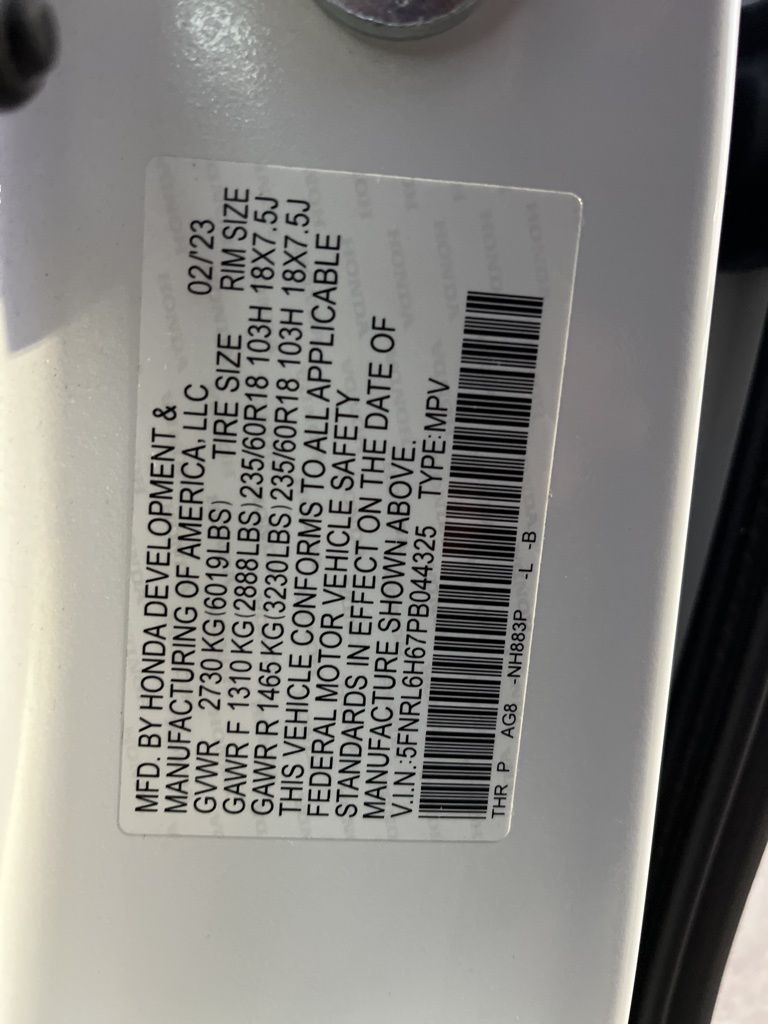 MFD. BY HONDA DEVELOPMENT &
MANUFACTURING OF AMERICA, LLC
GVWR 2730 KG(6019LBS) 02/'23
GAWR F 1310 KG(2888LBS) TIRE SIZE RIM SIZE
235/60R18 103H 18X7.5J
GAWR R 1465 KG(3230LBS) 235/60R18 103H 18X7.5J
THIS VEHICLE CONFORMS TO ALL APPLICABLE
FEDERAL MOTOR VEHICLE SAFETY
STANDARDS IN EFFECT ON THE DATE OF
MANUFACTURE SHOWN ABOVE.
V.I.N.:5FNRL6H67PB044325 TYPE:MPV
THR P AG8 -NH883P -L -B